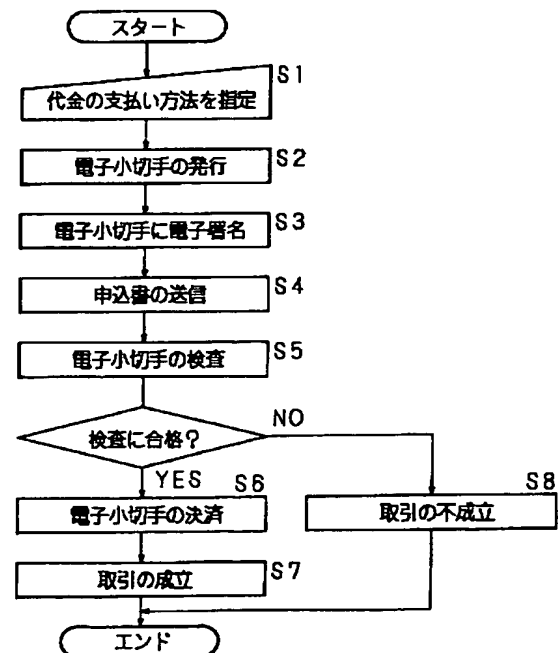 スタート
S1
代金の支払い方法を指定
S2
電子小切手の発行
S3
電子小切手に電子署名
S4
申込書の送信
S5
電子小切手の検査
検査に合格?
NO
YES
S6
電子小切手の決済
S8
取引の不成立
S7
取引の成立
エンド